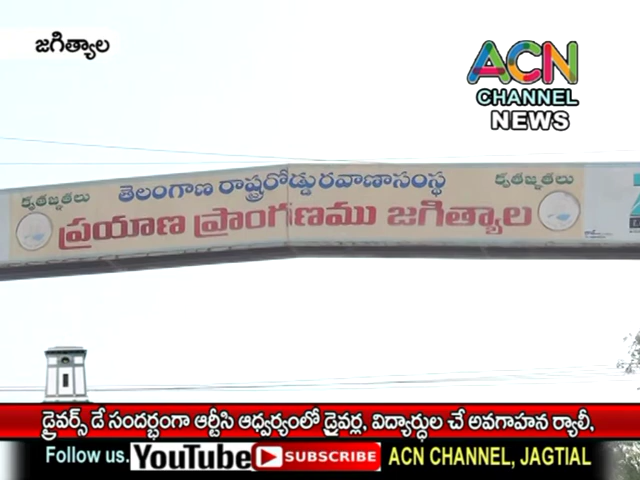 జగిత్యాల
ACN
CHANNEL
NEWS
కృతజ్ఞతలు తెలంగాణ రాష్ట్రరోడ్డురవాణాసంస్థ కృతజ్ఞతలు
ప్రయాణ ప్రాంగణము జగిత్యాల
డ్రైవర్స్ డే సందర్భంగా ఆర్టీసి ఆధ్వర్యంలో డ్రైవర్ల, విద్యార్ధుల చే అవగాహన ర్యాలీ.
Follow us. YouTube SUBSCRIBE ACN CHANNEL, JAGTIAL